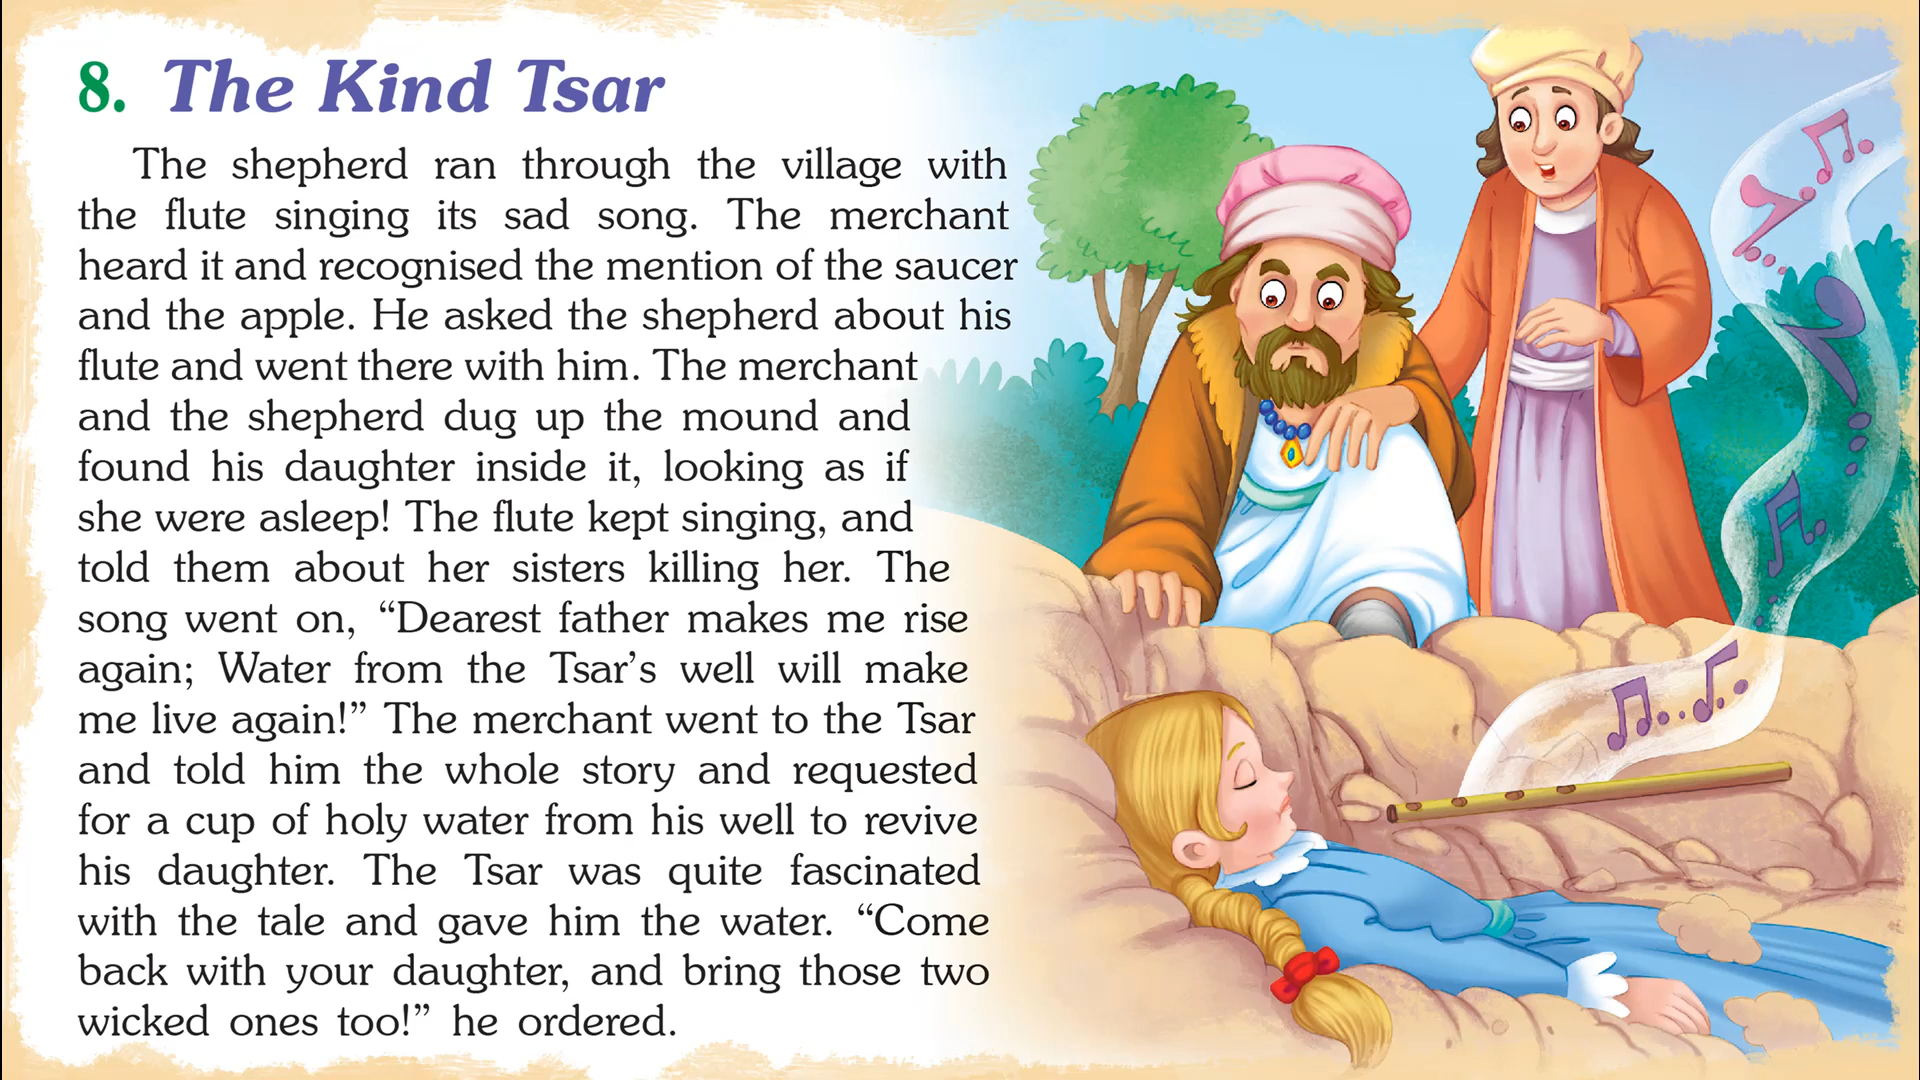 8. The Kind Tsar
The shepherd ran through the village with
the flute singing its sad song. The merchant
heard it and recognised the mention of the saucer
and the apple. He asked the shepherd about his
flute and went there with him. The merchant
and the shepherd dug up the mound and
found his daughter inside it, looking as if
she were asleep! The flute kept singing, and
told them about her sisters killing her. The
song went on, “Dearest father makes me rise
again; Water from the Tsar’s well will make
me live again!” The merchant went to the Tsar
and told him the whole story and requested
for a cup of holy water from his well to revive
his daughter. The Tsar was quite fascinated
with the tale and gave him the water. “Come
back with your daughter, and bring those two
wicked ones too!” he ordered.